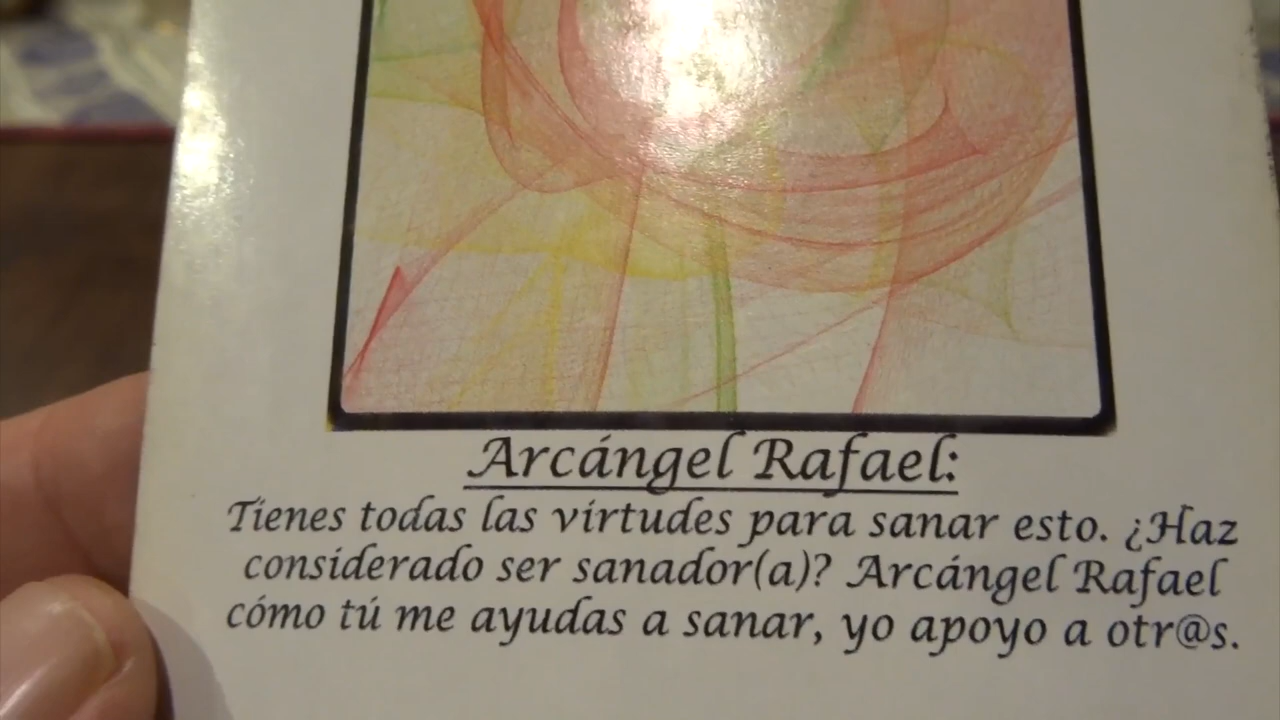 Arcángel Rafael:
Tienes todas las virtudes para sanar esto. ¿Haz
considerado ser sanador(a)? Arcángel Rafael
cómo tú me ayudas a sanar, yo apoyo a otr@s.